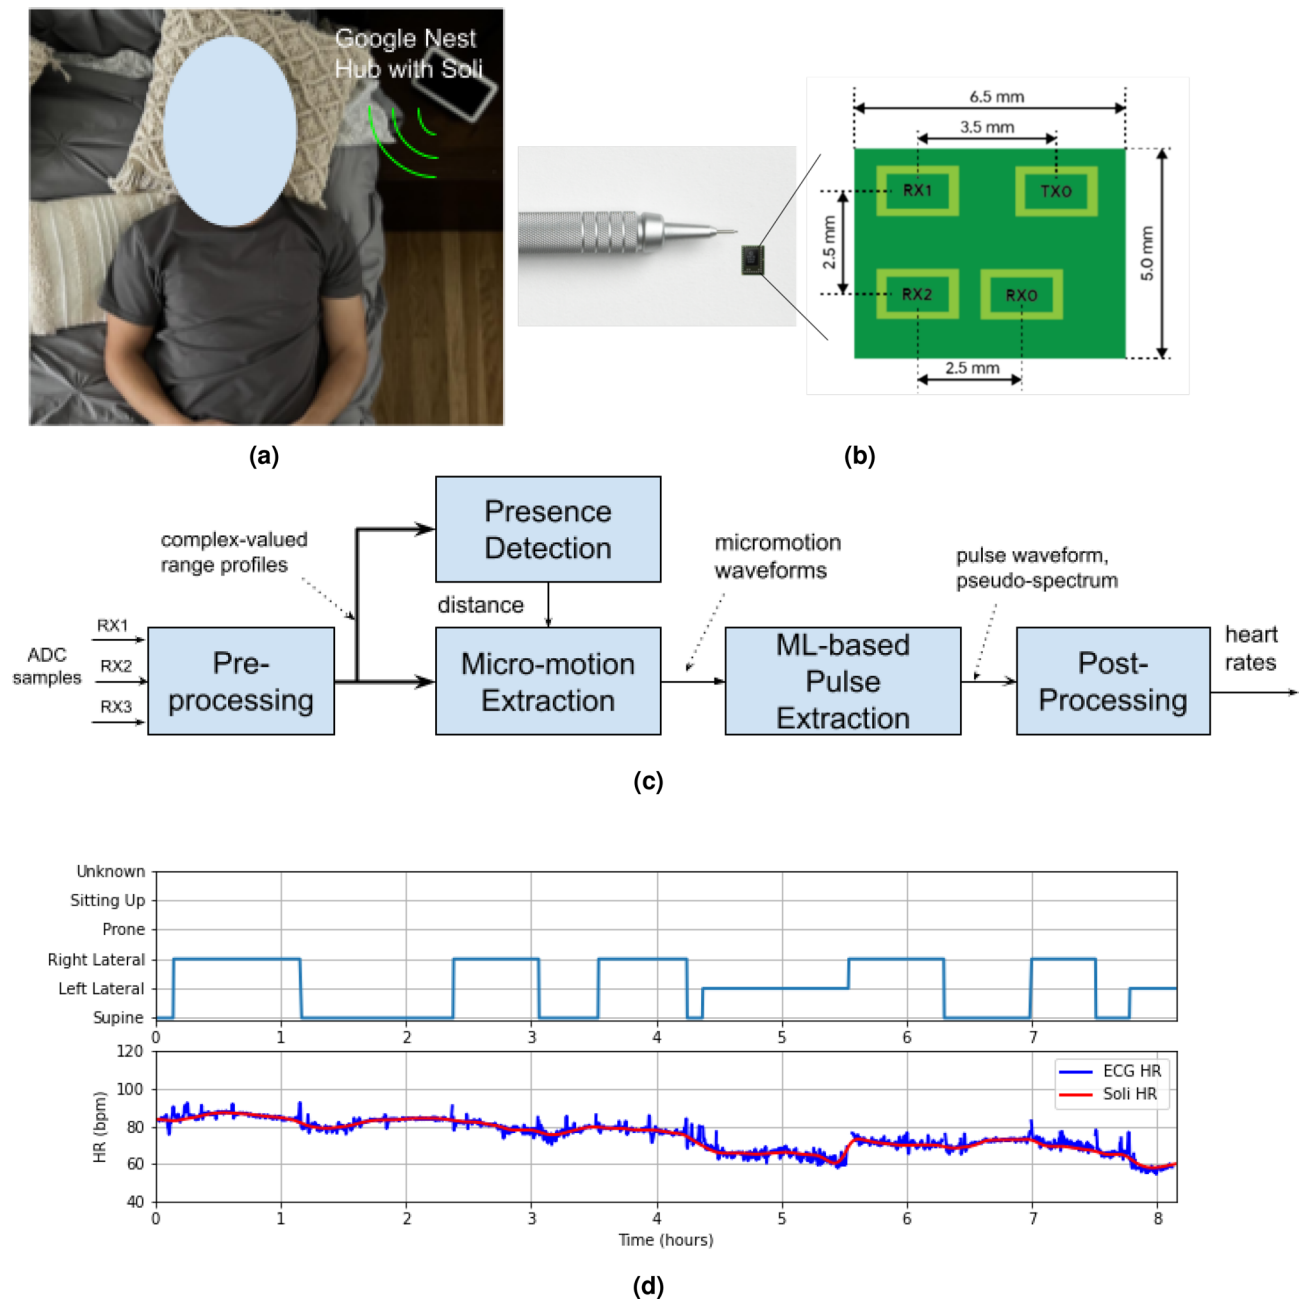 Google Nest
Hub with Soli
6.5 mm
3.5 mm
RX1
TX0
2.5 mm
5.0 mm
RX2
RX0
2.5 mm
(a)
(b)
Presence
Detection
complex-valued
range profiles
micromotion
waveforms
pulse waveform,
pseudo-spectrum
distance
ADC
samples
RX1
RX2
RX3
Pre-
processing
Micro-motion
Extraction
ML-based
Pulse
Extraction
Post-
Processing
heart
rates
(c)
Unknown
Sitting Up
Prone
Right Lateral
Left Lateral
Supine
0 1 2 3 4 5 6 7
120
100
80
60
40
HR (bpm)
ECG HR
Soli HR
0 1 2 3 4 5 6 7 8
Time (hours)
(d)